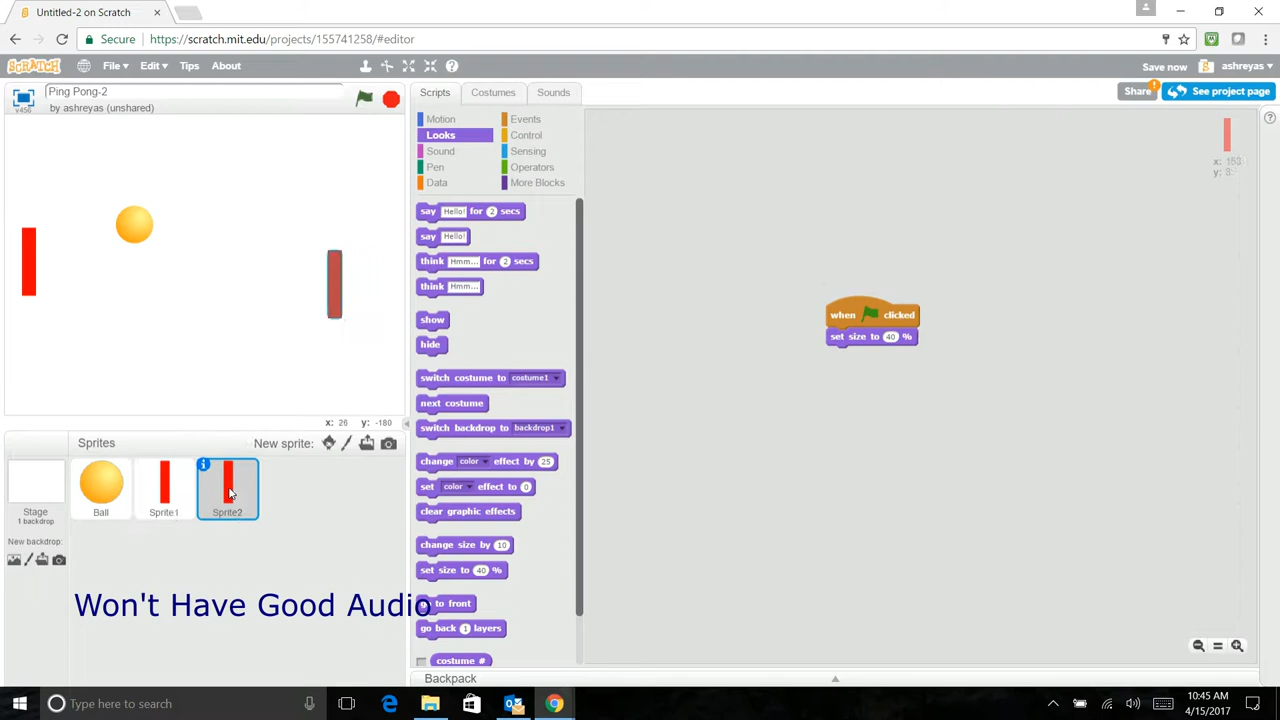 Untitled-2 on Scratch
Secure
https://scratch.mit.edu/projects/155741258/#editor
SCRATCH
File
Edit
Tips
About
Save now
ashreyas
Ping Pong-2
by ashreyas (unshared)
v456
Scripts
Costumes
Sounds
Share
See project page
Motion
Events
Looks
Control
Sound
Sensing
Pen
Operators
Data
More Blocks
say Hello! for 2 secs
say Hello!
think Hmm... for 2 secs
think Hmm...
show
hide
switch costume to costume1
next costume
switch backdrop to backdrop1
change color effect by 25
set color effect to 0
clear graphic effects
change size by 10
set size to 40 %
to front
go back 1 layers
costume #
when clicked
set size to 40 %
x: 153
x: 26 y: -180
Sprites
New sprite:
Stage
1 backdrop
New backdrop:
Ball
Sprite1
Sprite2
Won't Have Good Audio
Backpack
Type here to search
10:45 AM
4/15/2017